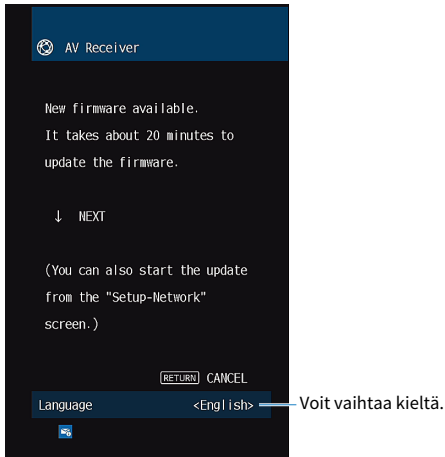 AV Receiver
New firmware available.
It takes about 20 minutes to
update the firmware.
↓ NEXT
(You can also start the update
from the "Setup-Network"
screen.)
RETURN CANCEL
Language <English>
Voit vaihtaa kieltä.